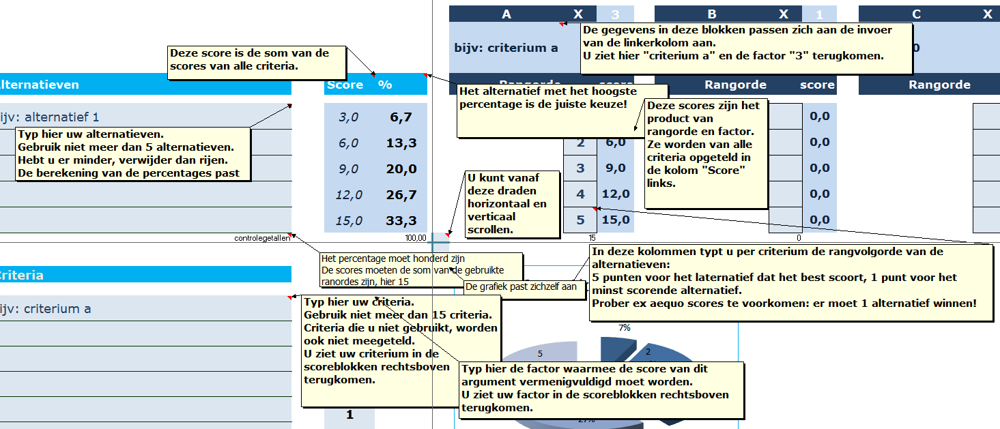 A X 3 B X 1 C X
De gegevens in deze blokken passen zich aan de invoer
van de linkerkolom aan.
U ziet hier "criterium a" en de factor "3" terugkomen.
bijv: criterium a
0
Deze score is de som van de
scores van alle criteria.
lternatieven
Score %
Rangorde score
Rangorde score
Rangorde
Het alternatief met het hoogste
percentage is de juiste keuze!
Deze scores zijn het
product van
rangorde en factor.
Ze worden van alle
criteria opgeteld in
de kolom "Score"
links.
ijv: alternatief 1
3,0 6,7
0,0
Typ hier uw alternatieven.
Gebruik niet meer dan 5 alternatieven.
Hebt u er minder, verwijder dan rijen.
De berekening van de percentages past
6,0 13,3
2 6,0
0,0
9,0 20,0
3 9,0
0,0
12,0 26,7
4 12,0
0,0
15,0 33,3
5 15,0
0,0
U kunt vanaf
deze draden
horizontaal en
verticaal
scrollen.
controlegetallen
100,00
15
0
Het percentage moet honderd zijn
De scores moeten de som van de gebruikte
ranordes zijn, hier 15
De grafiek past zichzelf aan
In deze kolommen typt u per criterium de rangvolgorde van de
alternatieven:
5 punten voor het laternatief dat het best scoort, 1 punt voor het
minst scorende alternatief.
Prober ex aequo scores te voorkomen: er moet 1 alternatief winnen!
Criteria
ijv: criterium a
Typ hier uw criteria.
Gebruik niet meer dan 15 criteria.
Criteria die u niet gebruikt, worden
ook niet meegeteld.
U ziet uw criterium in de
scoreblokken rechtsboven
terugkomen.
7%
5
2
Typ hier de factor waarmee de score van dit
argument vermenigvuldigd moet worden.
U ziet uw factor in de scoreblokken rechtsboven
terugkomen.
1
27%